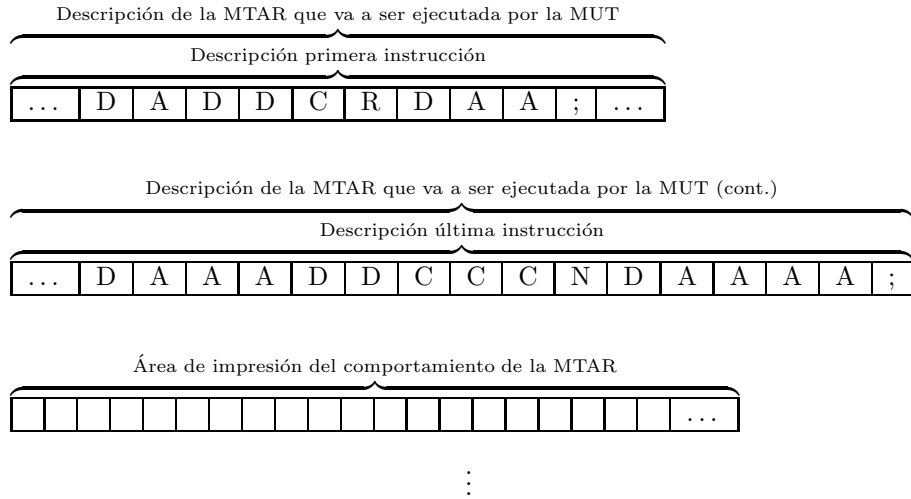 Descripción de la MTAR que va a ser ejecutada por la MUT
Descripción primera instrucción
... D A D D C R D A A ; ...
Descripción de la MTAR que va a ser ejecutada por la MUT (cont.)
Descripción última instrucción
... D A A A D D C C C N D A A A A ;
Área de impresión del comportamiento de la MTAR
...
⋮